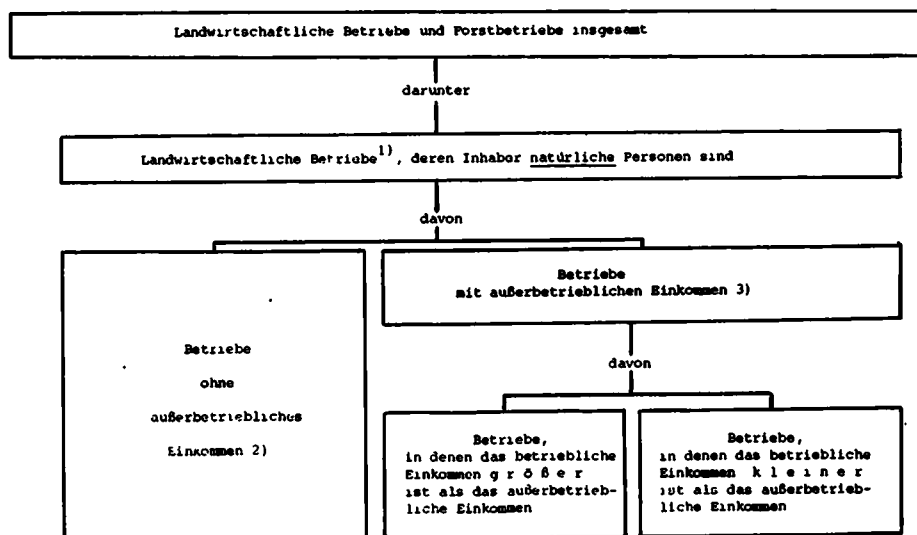 Landwirtschaftliche Betriebe und Forstbetriebe insgesamt
darunter
Landwirtschaftliche Betriebe1), deren Inhaber natürliche Personen sind
davon
Betriebe
ohne
außerbetriebliches
Einkommen 2)
Betriebe
mit außerbetrieblichen Einkommen 3)
davon
Betriebe,
in denen das betriebliche
Einkommen g r ö ß e r
ist als das außerbetrieb-
liche Einkommen
Betriebe,
in denen das betriebliche
Einkommen k l e i n e r
ist als das außerbetrieb-
liche Einkommen